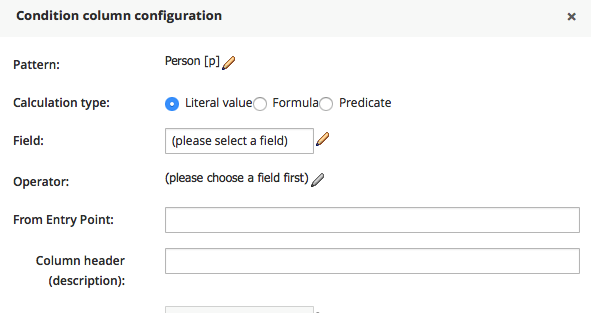 Condition column configuration ×
Pattern: Person [p]
Calculation type: Literal value Formula Predicate
Field: (please select a field)
Operator: (please choose a field first)
From Entry Point:
Column header
(description):